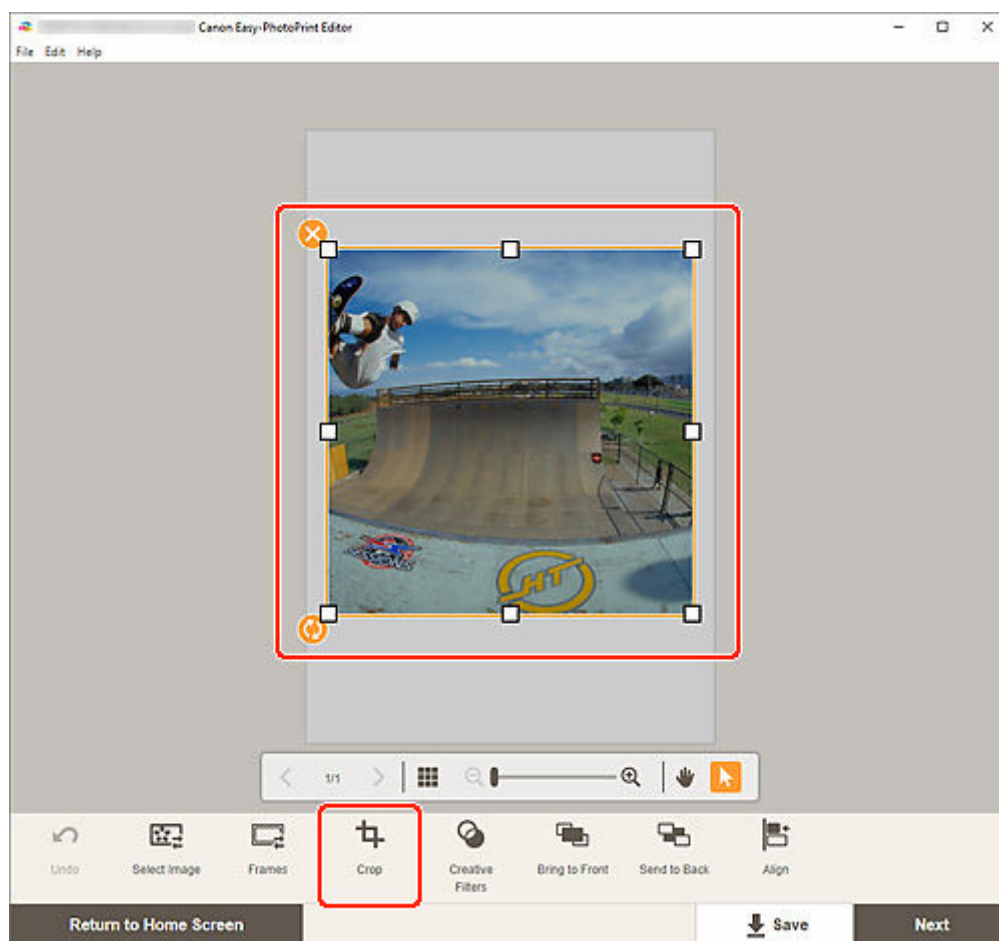 Canon Easy-PhotoPrint Editor
File Edit Help
HT
1/1
Undo
Select Image
Frames
Crop
Creative
Filters
Bring to Front
Send to Back
Align
Return to Home Screen
Save
Next